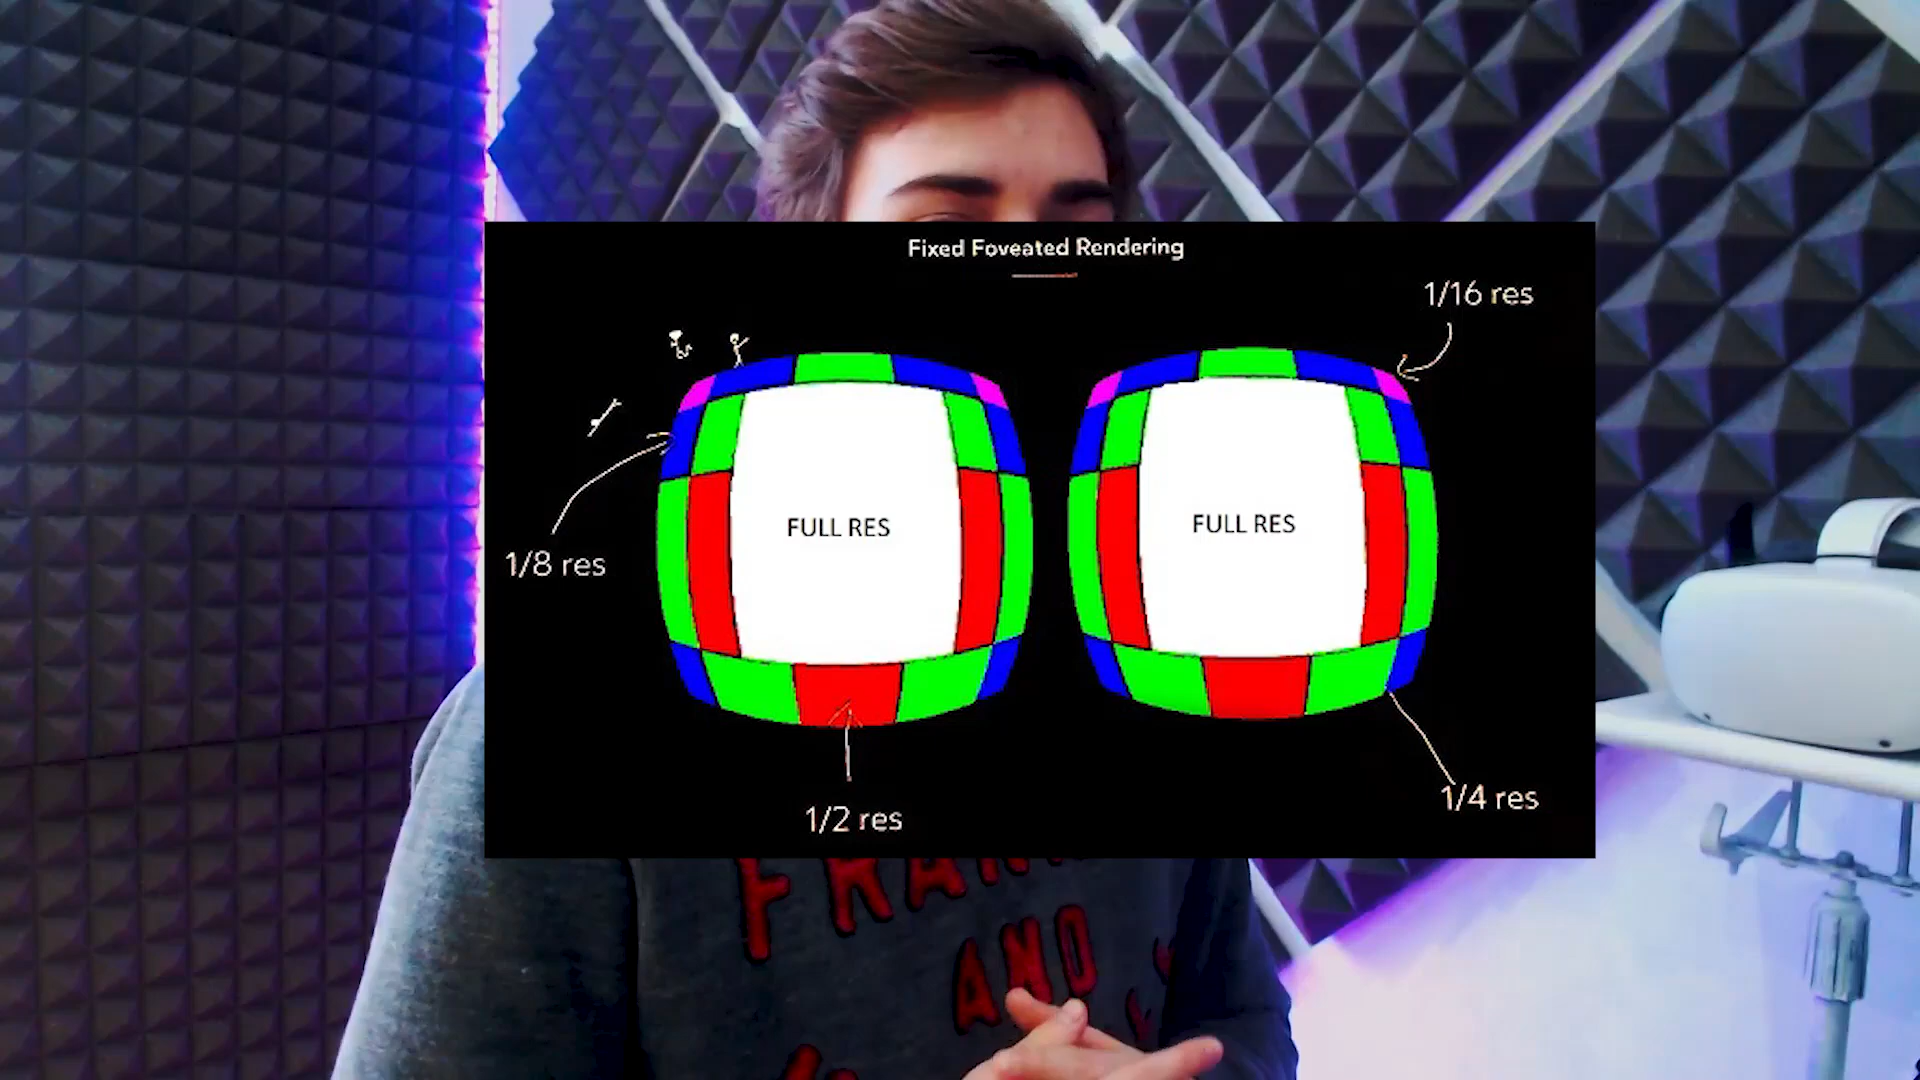 Fixed Foveated Rendering
1/16 res
FULL RES
FULL RES
1/8 res
1/2 res
1/4 res
AND